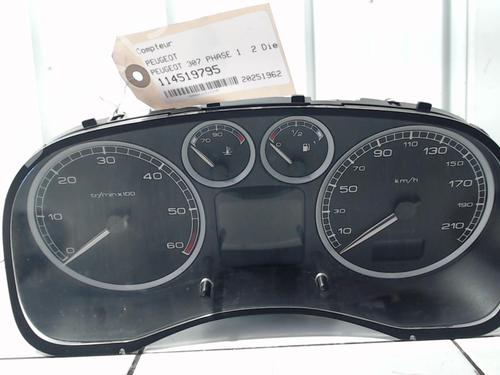 Compteur
PEUGEOT
PEUGEOT 307 PHASE 1 2 Die
114519795
20251962
0 10 20 30 40 50 60
tr/min x100
70 90
1/2
10 30 50 70 90 110 130 150 170 190 210
km/h